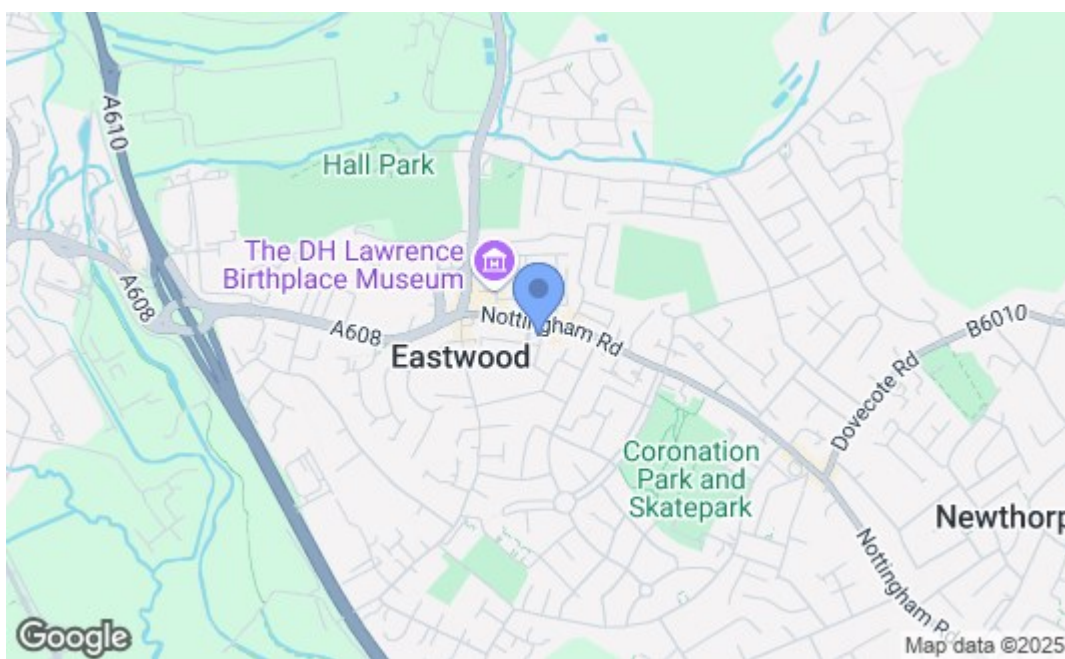 A610
Hall Park
The DH Lawrence
Birthplace Museum
A608
A608
Nottingham Rd
Eastwood
B6010
Dovecote Rd
Coronation
Park and
Skatepark
Newthorp
Nottingham Rd
Google
Map data ©2025